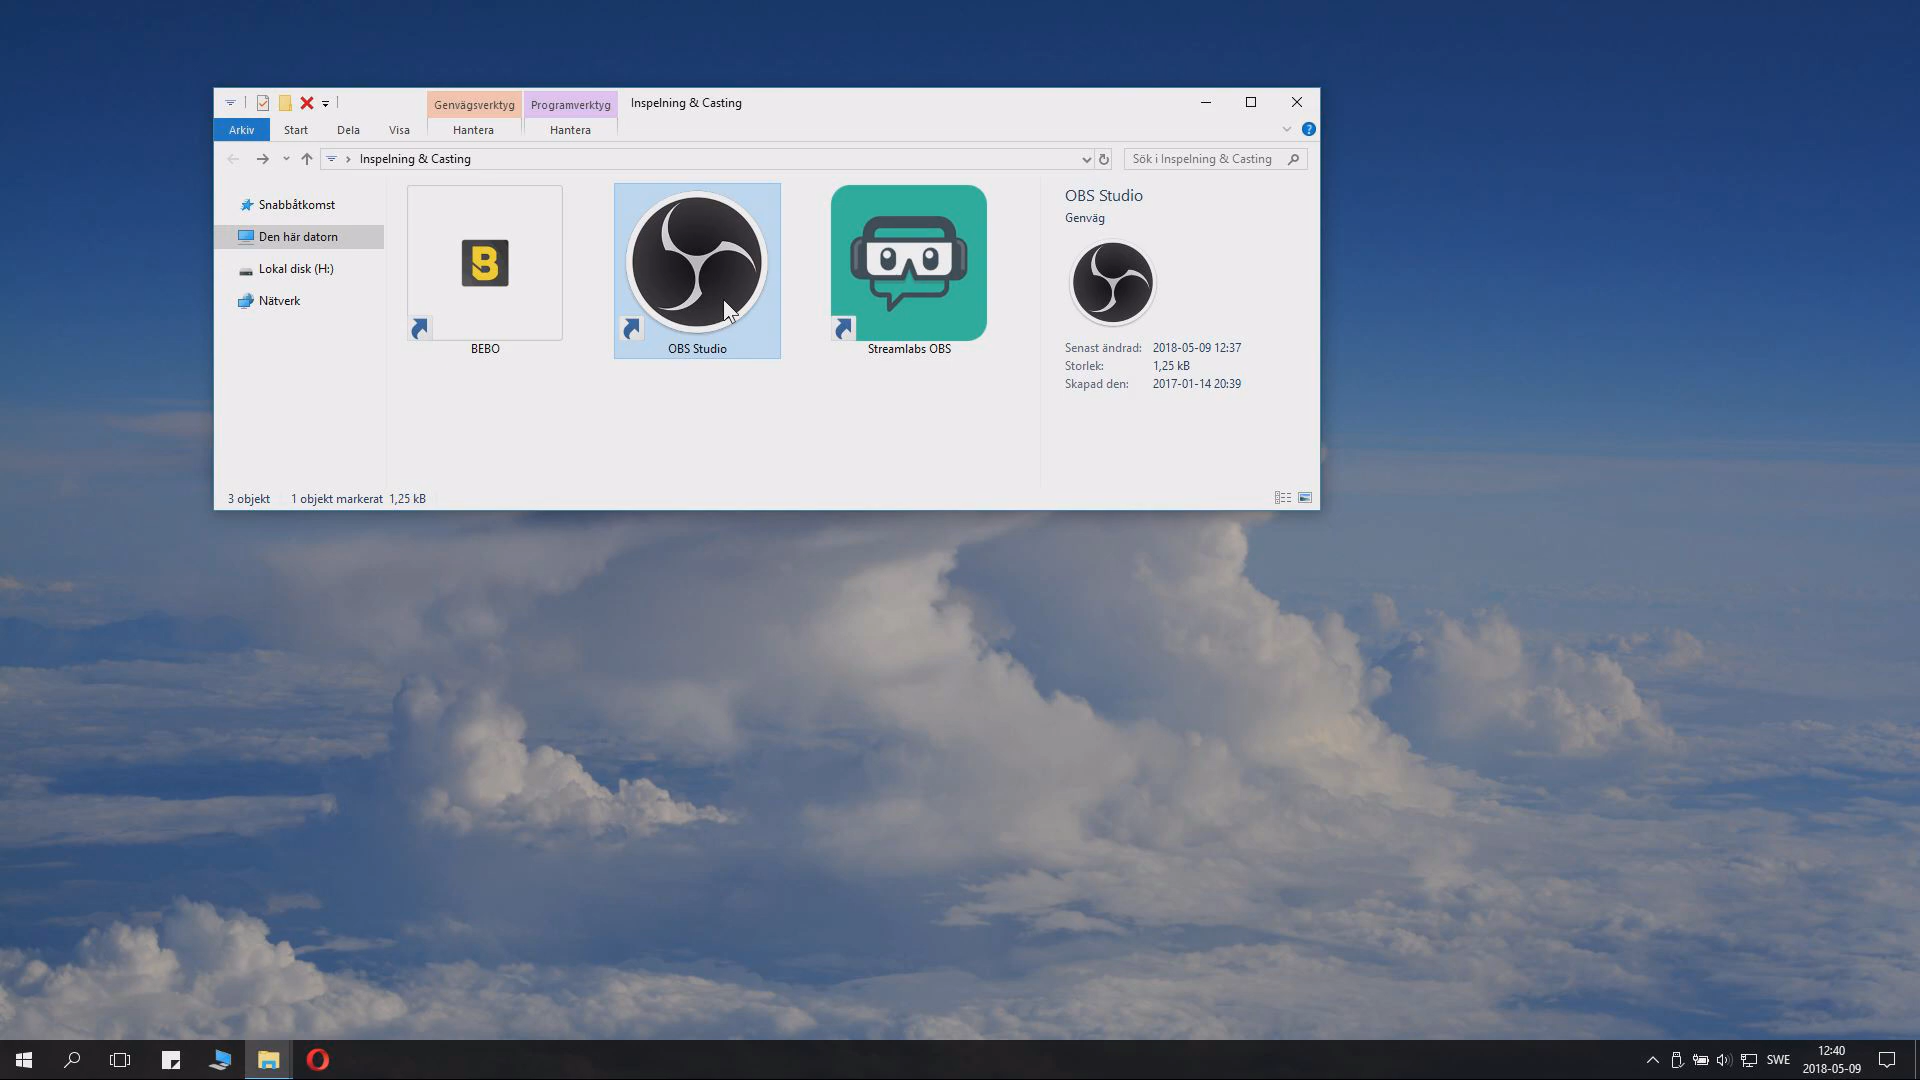 Genvägsverktyg Programverktyg Inspelning & Casting
Arkiv Start Dela Visa Hantera Hantera
Inspelning & Casting Sök i Inspelning & Casting
Snabbåtkomst
Den här datorn
Lokal disk (H:)
Nätverk
B
BEBO
OBS Studio
Streamlabs OBS
OBS Studio
Genväg
Senast ändrad: 2018-05-09 12:37
Storlek: 1,25 kB
Skapad den: 2017-01-14 20:39
3 objekt 1 objekt markerat 1,25 kB
SWE
12:40
2018-05-09